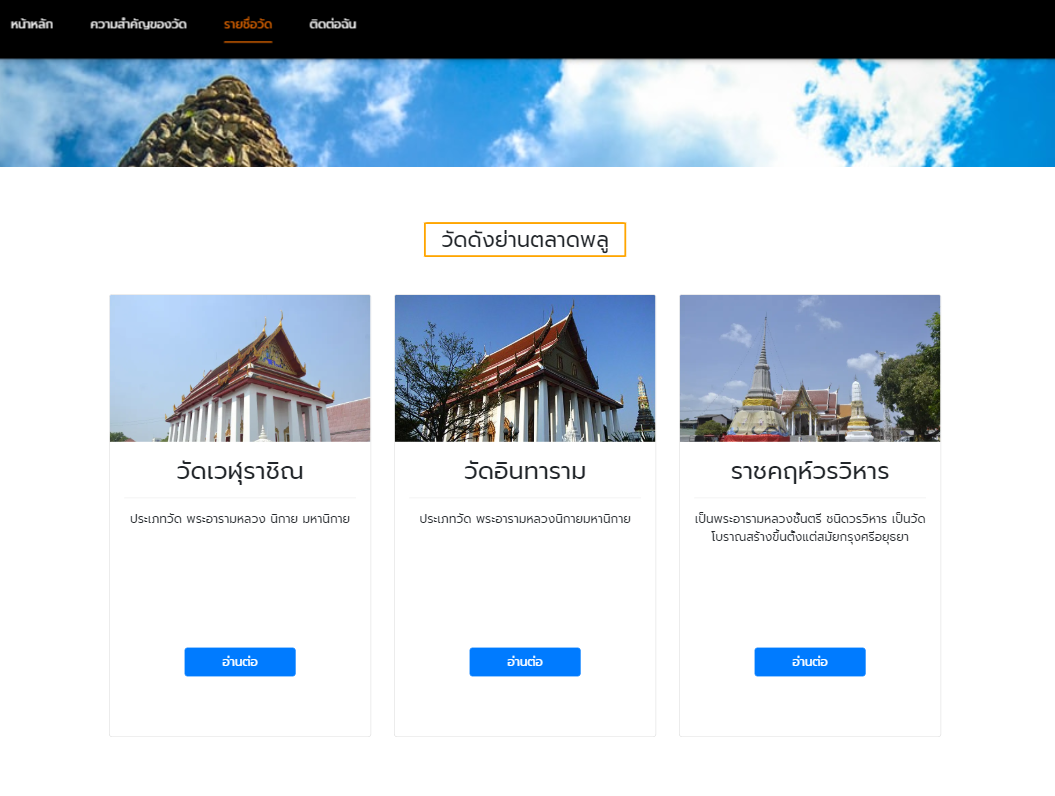 หน้าหลัก ความสำคัญของวัด รายชื่อวัด ติดต่อฉัน
วัดดังย่านตลาดพลู
วัดเวฬุราชิณ
ประเภทวัด พระอารามหลวง นิกาย มหานิกาย
อ่านต่อ
วัดอินทาราม
ประเภทวัด พระอารามหลวงนิกายมหานิกาย
อ่านต่อ
ราชคฤห์วรวิหาร
เป็นพระอารามหลวงชั้นตรี ชนิดวรวิหาร เป็นวัด
โบราณสร้างขึ้นตั้งแต่สมัยกรุงศรีอยุธยา
อ่านต่อ